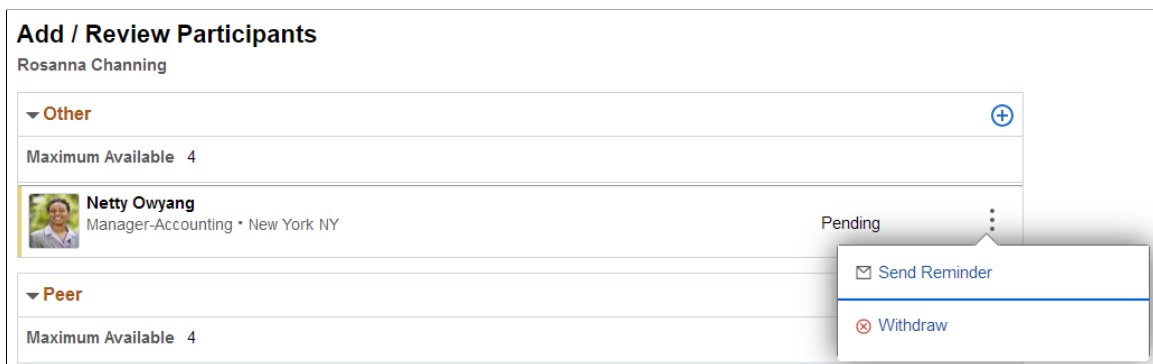 Add / Review Participants
Rosanna Channing
Other
Maximum Available 4
Netty Owyang
Manager-Accounting • New York NY
Pending
Send Reminder
Withdraw
Peer
Maximum Available 4